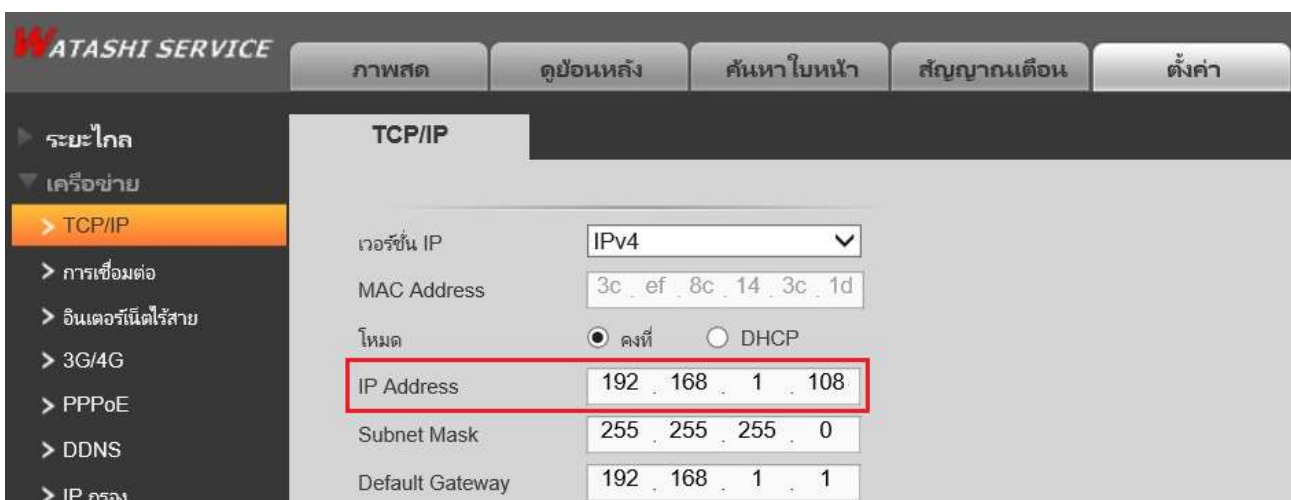 WATASHI SERVICE
ภาพสด ดูย้อนหลัง ค้นหาใบหน้า สัญญาณเตือน ตั้งค่า
ระยะไกล
เครือข่าย
TCP/IP
การเชื่อมต่อ
อินเตอร์เน็ตไร้สาย
3G/4G
PPPoE
DDNS
IP กรอง
TCP/IP
เวอร์ชั่น IP IPv4
MAC Address 3c . ef . 8c . 14 . 3c . 1d
โหมด คงที่ DHCP
IP Address 192 . 168 . 1 . 108
Subnet Mask 255 . 255 . 255 . 0
Default Gateway 192 . 168 . 1 . 1